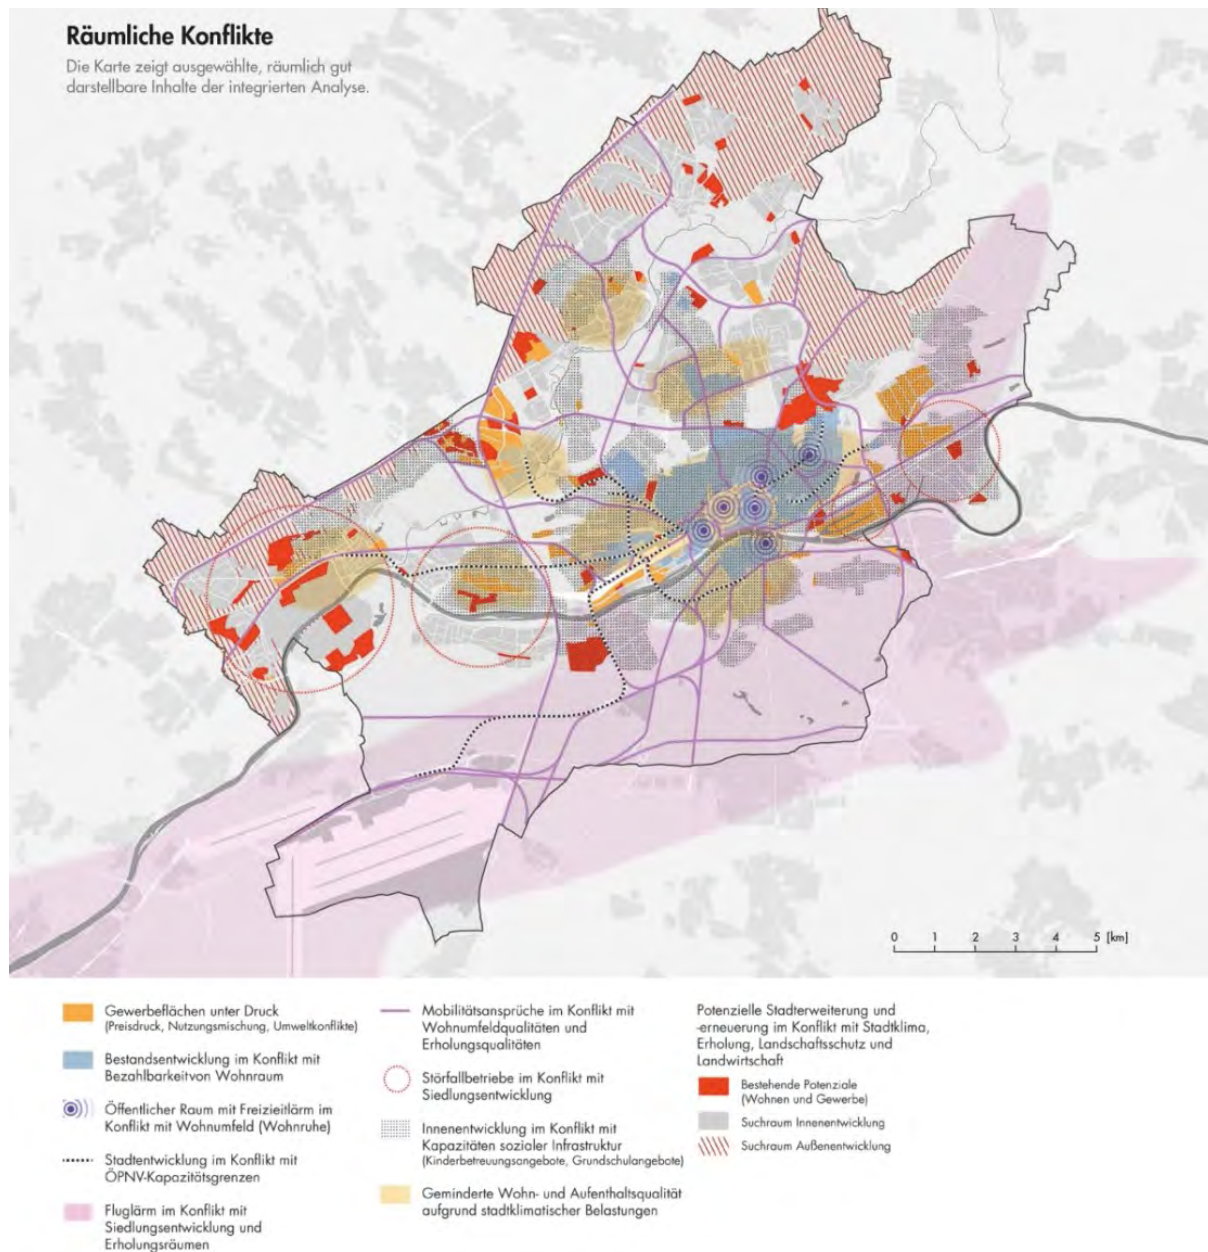 Räumliche Konflikte
Die Karte zeigt ausgewählte, räumlich gut
darstellbare Inhalte der integrierten Analyse.
0 1 2 3 4 5 [km]
Gewerbeflächen unter Druck
(Preisdruck, Nutzungsmischung, Umweltkonflikte)
Bestandsentwicklung im Konflikt mit
Bezahlbarkeitvon Wohnraum
Öffentlicher Raum mit Freizieitlärm im
Konflikt mit Wohnumfeld (Wohnruhe)
Stadtentwicklung im Konflikt mit
ÖPNV-Kapazitätsgrenzen
Fluglärm im Konflikt mit
Siedlungsentwicklung und
Erholungsräumen
Mobilitätsansprüche im Konflikt mit
Wohnumfeldqualitäten und
Erholungsqualitäten
Störfallbetriebe im Konflikt mit
Siedlungsentwicklung
Innenentwicklung im Konflikt mit
Kapazitäten sozialer Infrastruktur
(Kinderbetreuungsangebote, Grundschulangebote)
Geminderte Wohn- und Aufenthaltsqualität
aufgrund stadtklimatischer Belastungen
Potenzielle Stadterweiterung und
-erneuerung im Konflikt mit Stadtklima,
Erholung, Landschaftsschutz und
Landwirtschaft
Bestehende Potenziale
(Wohnen und Gewerbe)
Suchraum Innenentwicklung
Suchraum Außenentwicklung